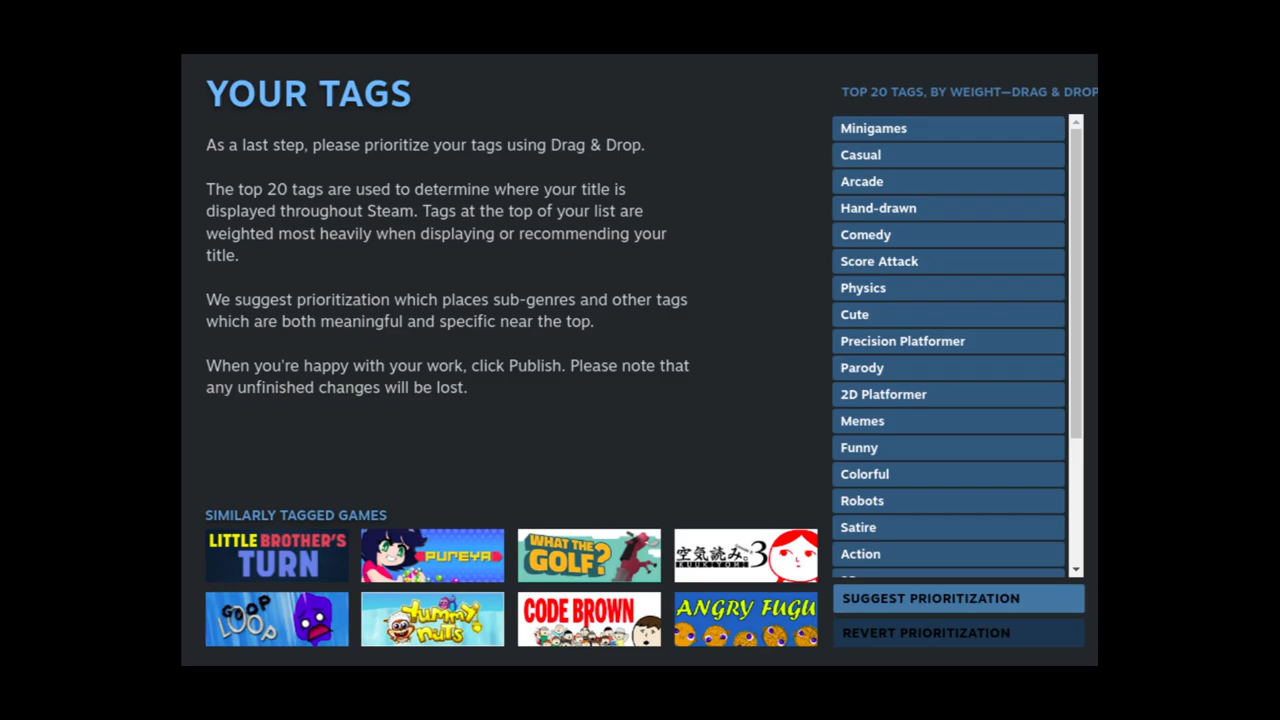 YOUR TAGS
As a last step, please prioritize your tags using Drag & Drop.
The top 20 tags are used to determine where your title is
displayed throughout Steam. Tags at the top of your list are
weighted most heavily when displaying or recommending your
title.
We suggest prioritization which places sub-genres and other tags
which are both meaningful and specific near the top.
When you're happy with your work, click Publish. Please note that
any unfinished changes will be lost.
SIMILARLY TAGGED GAMES
LITTLE BROTHER'S
TURN
PUREYA
WHAT THE
GOLF?
空気読み。3
KUUKIYOMI
GOOP
LOOP
Yummy
nuts
CODE BROWN
ANGRY FUGU
TOP 20 TAGS, BY WEIGHT—DRAG & DROP
Minigames
Casual
Arcade
Hand-drawn
Comedy
Score Attack
Physics
Cute
Precision Platformer
Parody
2D Platformer
Memes
Funny
Colorful
Robots
Satire
Action
SUGGEST PRIORITIZATION
REVERT PRIORITIZATION